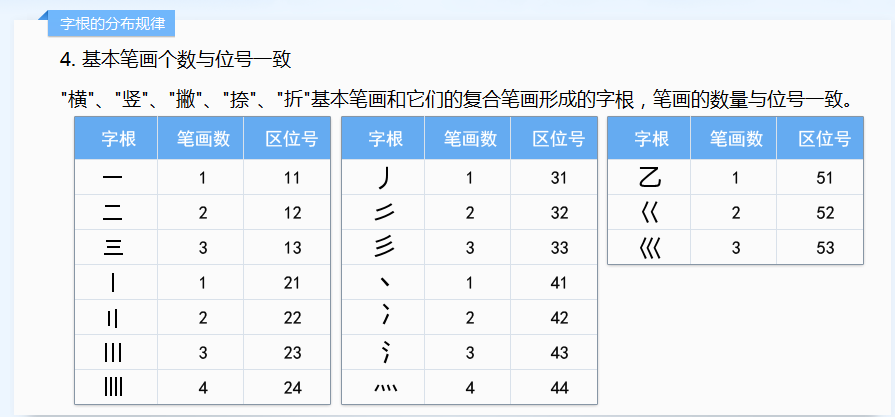 字根的分布规律
4. 基本笔画个数与位号一致
"横"、"竖"、"撇"、"捺"、"折"基本笔画和它们的复合笔画形成的字根，笔画的数量与位号一致。
字根 笔画数 区位号 字根 笔画数 区位号 字根 笔画数 区位号
一 1 11 丿 1 31 乙 1 51
二 2 12 彡 2 32 巜 2 52
三 3 13 彡 3 33 巛 3 53
丨 1 21 丶 1 41
刂 2 22 冫 2 42
川 3 23 氵 3 43
|||| 4 24 灬 4 44